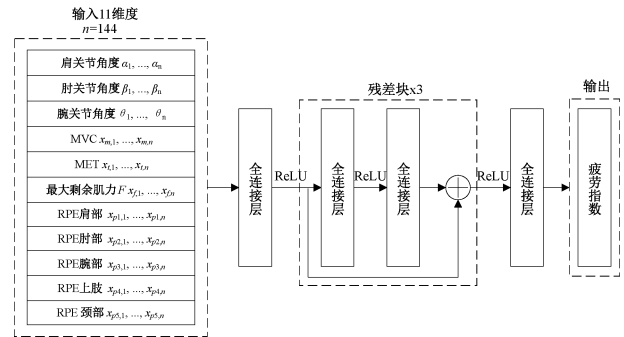 输入11维度
n=144
肩关节角度 α1, ..., αn
肘关节角度 β1, ..., βn
腕关节角度 θ1, ..., θn
MVC xm,1, ..., xm,n
MET xt,1, ..., xt,n
最大剩余肌力 F xf,1, ..., xf,n
RPE肩部 xp1,1, ..., xp1,n
RPE肘部 xp2,1, ..., xp2,n
RPE腕部 xp3,1, ..., xp3,n
RPE上肢 xp4,1, ..., xp4,n
RPE 颈部 xp5,1, ..., xp5,n
全连接层
ReLU
残差块x3
全连接层
ReLU
全连接层
ReLU
全连接层
输出
疲劳指数